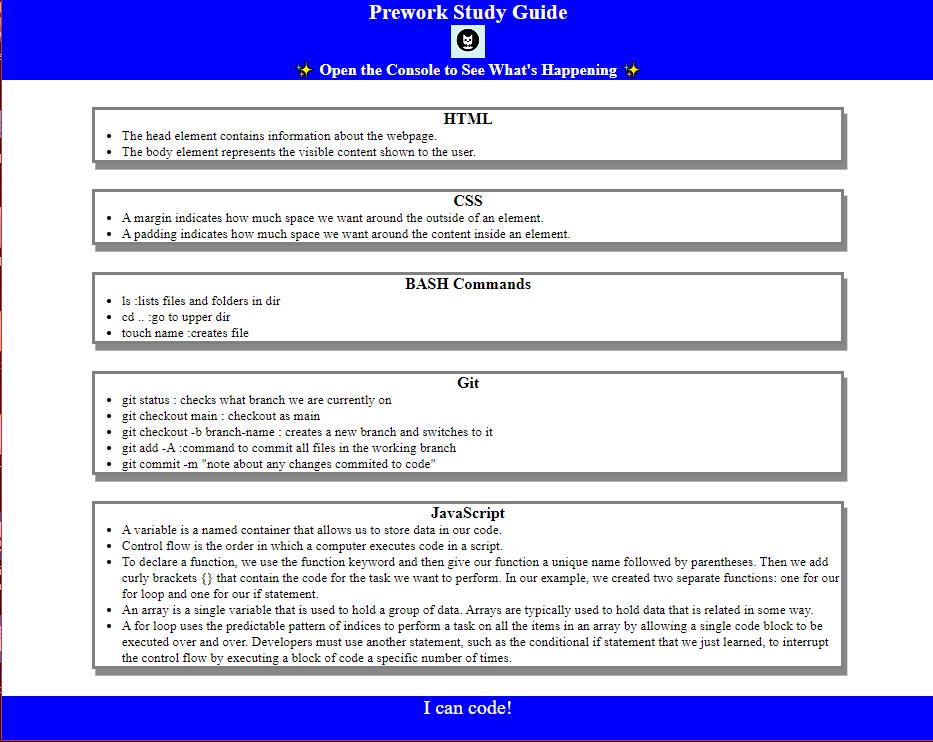 Prework Study Guide
✨ Open the Console to See What's Happening ✨
HTML
• The head element contains information about the webpage.
• The body element represents the visible content shown to the user.
CSS
• A margin indicates how much space we want around the outside of an element.
• A padding indicates how much space we want around the content inside an element.
BASH Commands
• ls :lists files and folders in dir
• cd .. :go to upper dir
• touch name :creates file
Git
• git status : checks what branch we are currently on
• git checkout main : checkout as main
• git checkout -b branch-name : creates a new branch and switches to it
• git add -A :command to commit all files in the working branch
• git commit -m "note about any changes commited to code"
JavaScript
• A variable is a named container that allows us to store data in our code.
• Control flow is the order in which a computer executes code in a script.
• To declare a function, we use the function keyword and then give our function a unique name followed by parentheses. Then we add
curly brackets {} that contain the code for the task we want to perform. In our example, we created two separate functions: one for our
for loop and one for our if statement.
• An array is a single variable that is used to hold a group of data. Arrays are typically used to hold data that is related in some way.
• A for loop uses the predictable pattern of indices to perform a task on all the items in an array by allowing a single code block to be
executed over and over. Developers must use another statement, such as the conditional if statement that we just learned, to interrupt
the control flow by executing a block of code a specific number of times.
I can code!